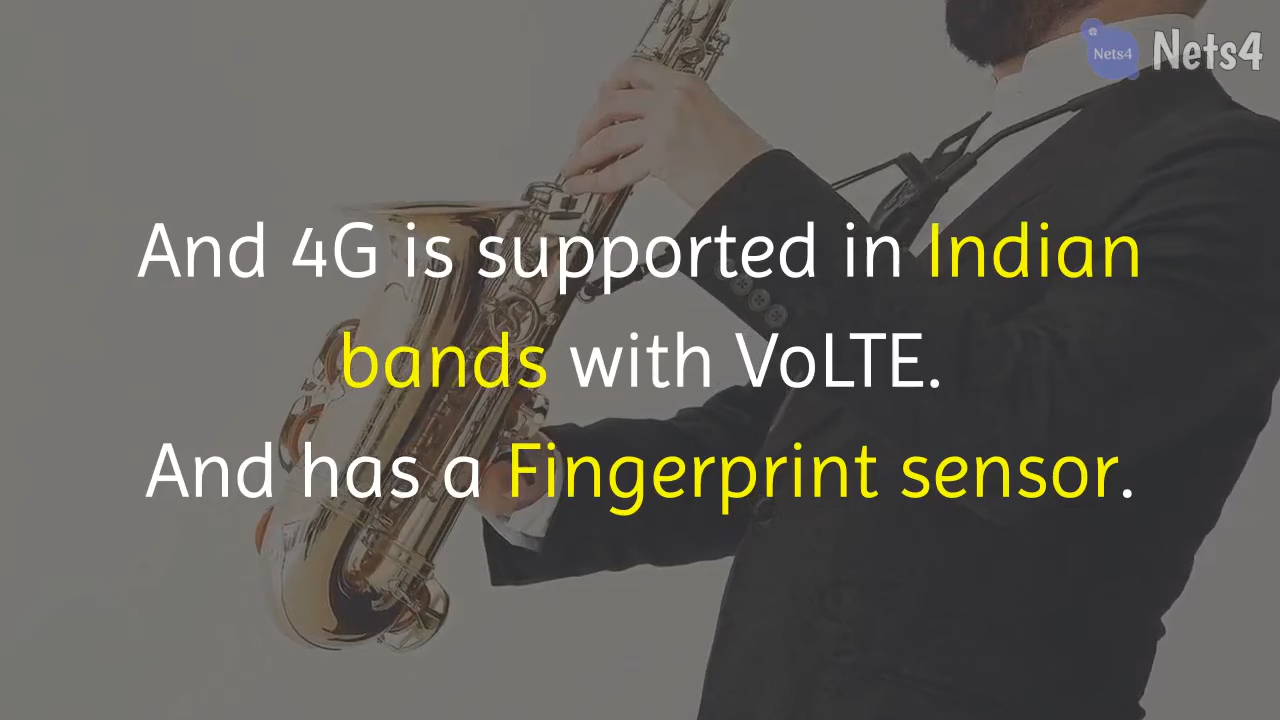 Nets4 Nets4
And 4G is supported in Indian
bands with VoLTE.
And has a Fingerprint sensor.